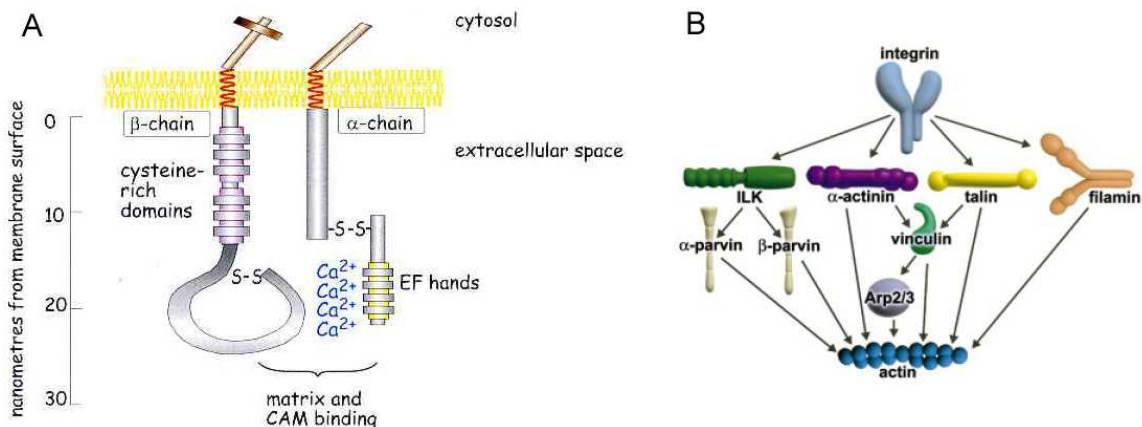 A
cytosol
0
β-chain
α-chain
extracellular space
cysteine-
rich
domains
10
-S-S-
Ca2+
Ca2+
Ca2+
Ca2+
S-S
EF hands
20
30
nanometres from membrane surface
matrix and
CAM binding
B
integrin
ILK
α-actinin
talin
filamin
α-parvin
β-parvin
vinculin
Arp2/3
actin